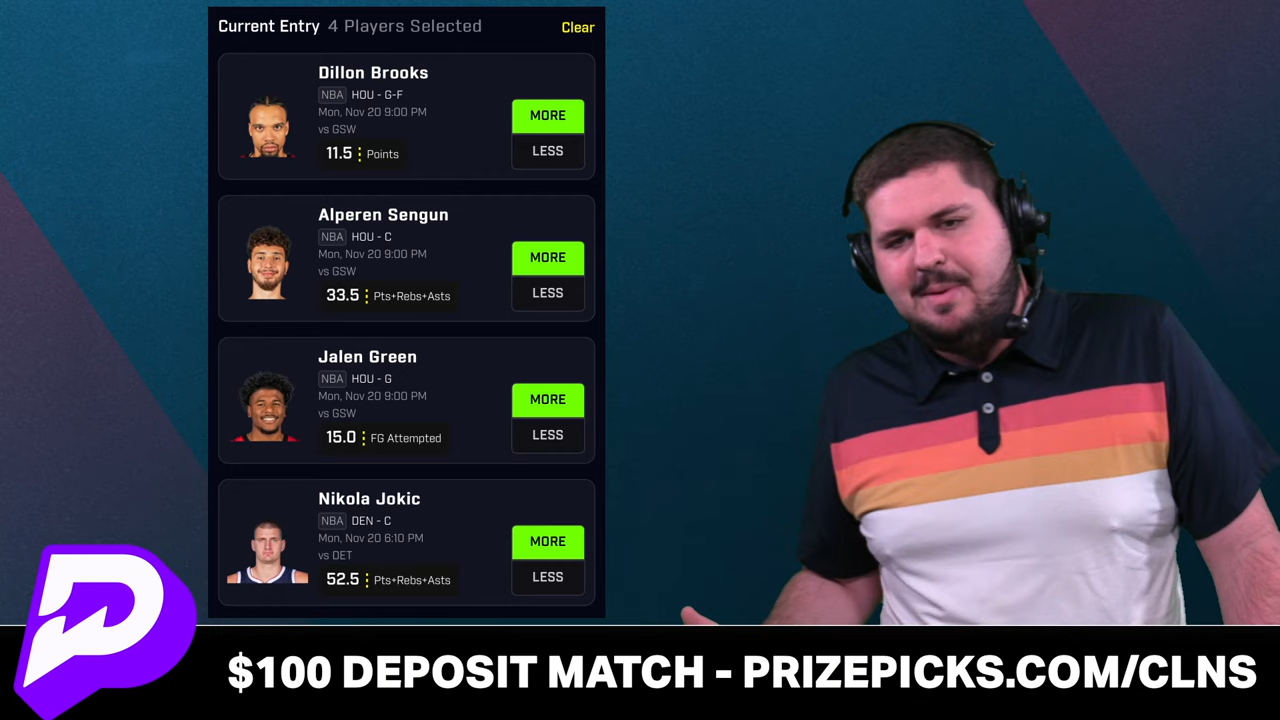 Current Entry 4 Players Selected Clear
Dillon Brooks
NBA HOU - G-F
Mon, Nov 20 9:00 PM
vs GSW
11.5 Points
MORE
LESS
Alperen Sengun
NBA HOU - C
Mon, Nov 20 9:00 PM
vs GSW
33.5 Pts+Rebs+Asts
MORE
LESS
Jalen Green
NBA HOU - G
Mon, Nov 20 9:00 PM
vs GSW
15.0 FG Attempted
MORE
LESS
Nikola Jokic
NBA DEN - C
Mon, Nov 20 6:10 PM
vs DET
52.5 Pts+Rebs+Asts
MORE
LESS
$100 DEPOSIT MATCH - PRIZEPICKS.COM/CLNS